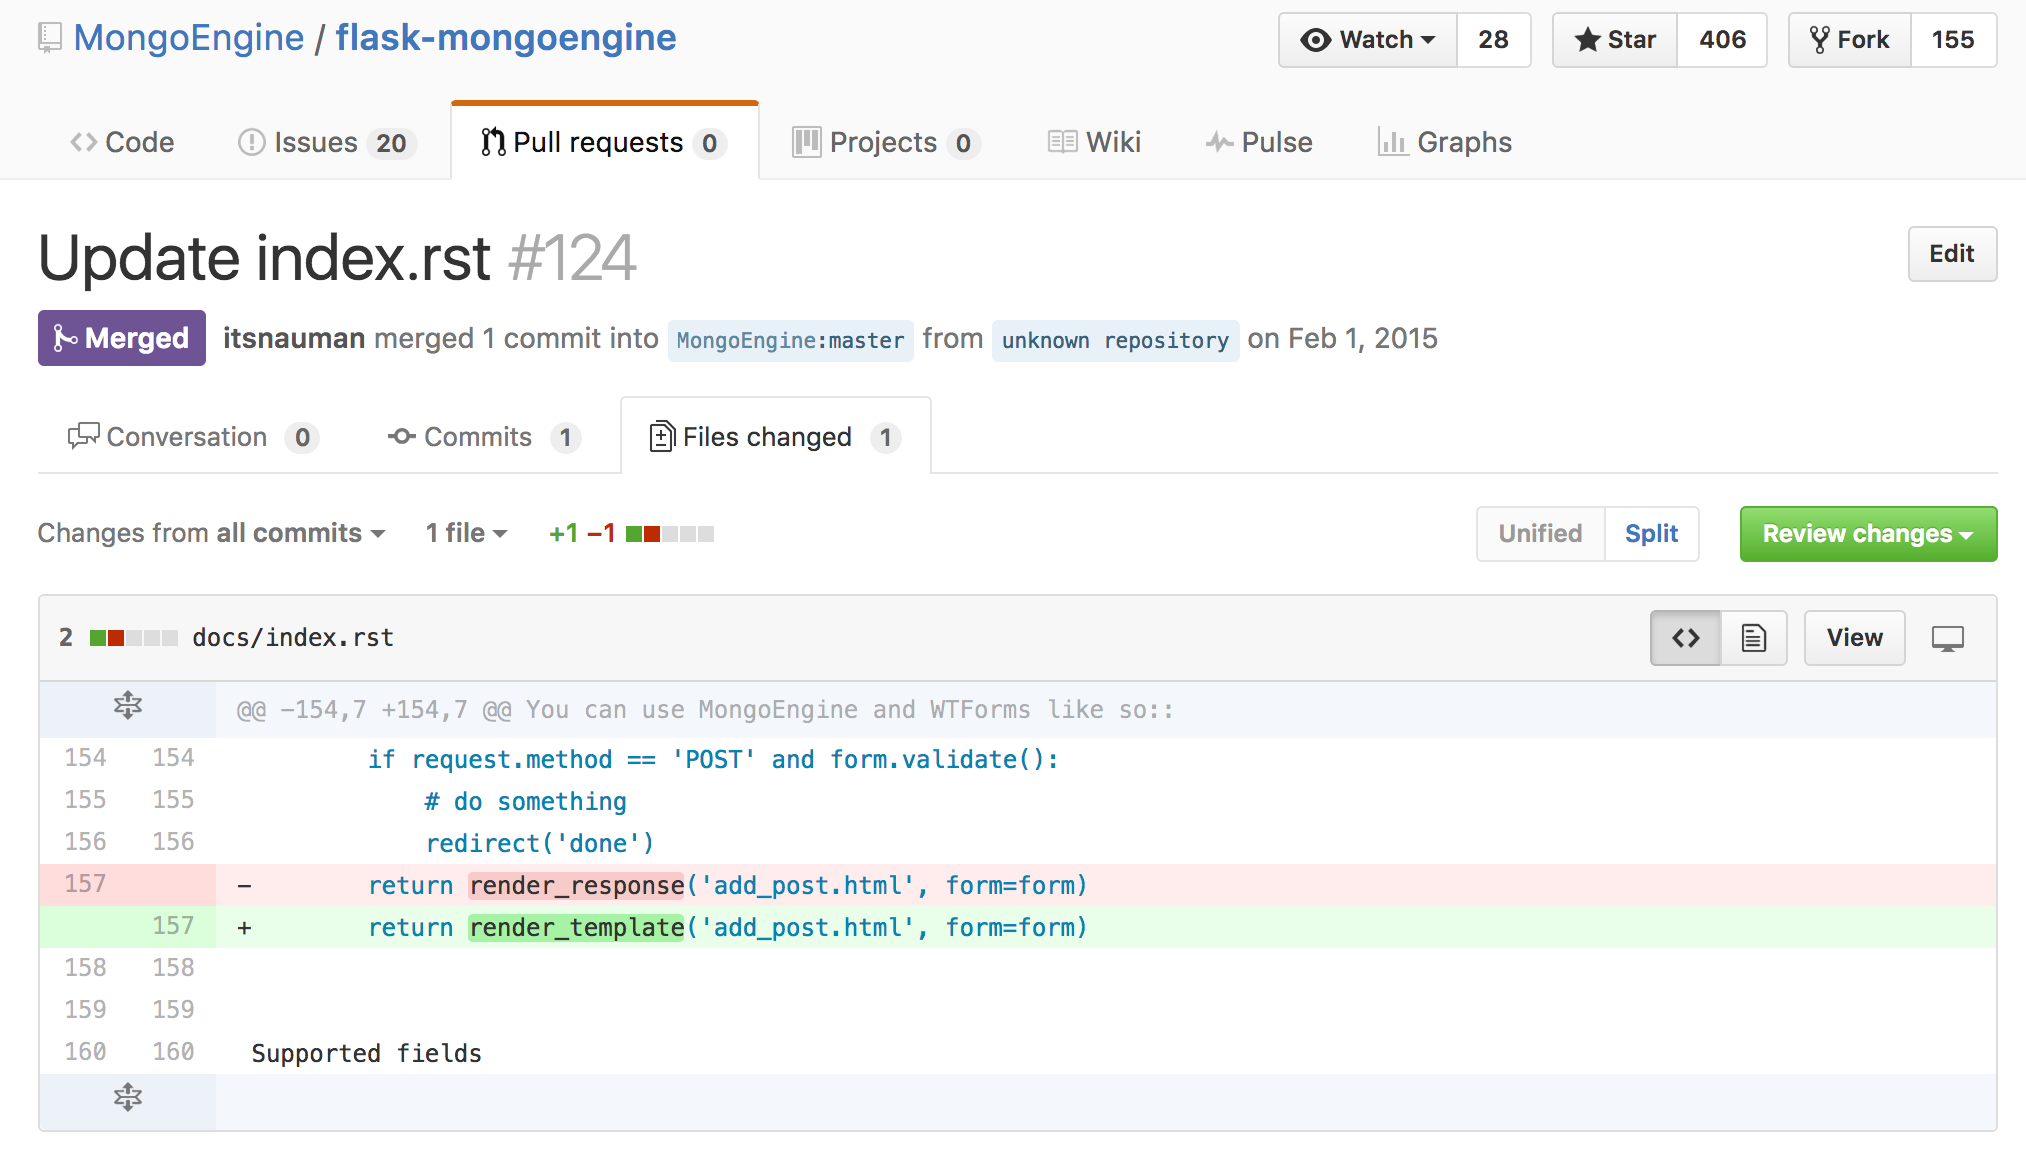 MongoEngine / flask-mongoengine
Watch 28 Star 406 Fork 155
Code Issues 20 Pull requests 0 Projects 0 Wiki Pulse Graphs
Update index.rst #124
Edit
Merged itsnauman merged 1 commit into MongoEngine:master from unknown repository on Feb 1, 2015
Conversation 0 Commits 1 Files changed 1
Changes from all commits 1 file +1 −1 Unified Split Review changes
2 docs/index.rst View
@@ -154,7 +154,7 @@ You can use MongoEngine and WTForms like so::
154 154 if request.method == 'POST' and form.validate():
155 155 # do something
156 156 redirect('done')
157 - return render_response('add_post.html', form=form)
157 + return render_template('add_post.html', form=form)
158 158
159 159
160 160 Supported fields